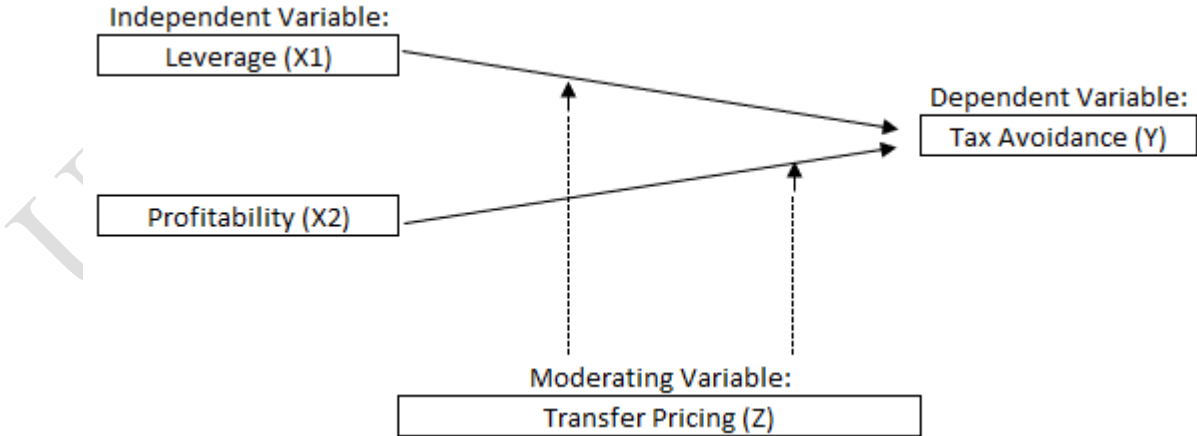 Independent Variable:
Leverage (X1)
Dependent Variable:
Tax Avoidance (Y)
Profitability (X2)
Moderating Variable:
Transfer Pricing (Z)